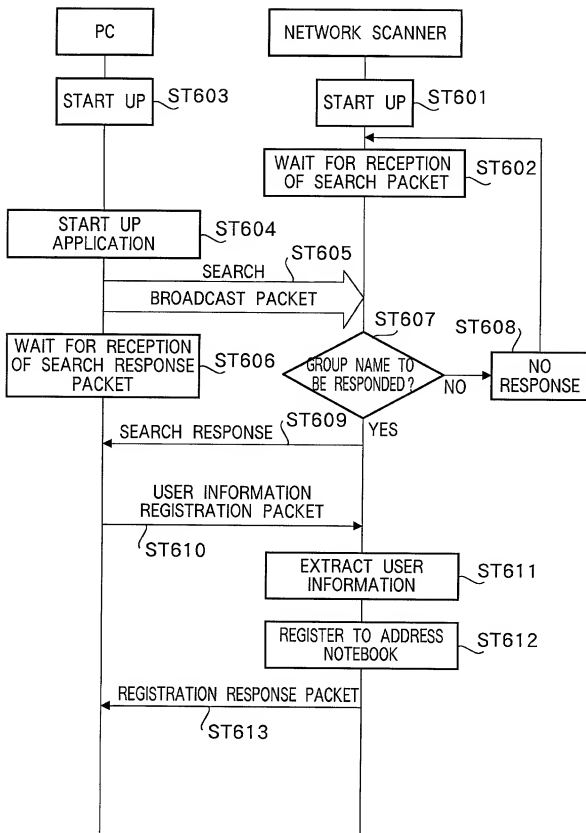 PC
NETWORK SCANNER
START UP
ST603
START UP
ST601
WAIT FOR RECEPTION
OF SEARCH PACKET
ST602
START UP
APPLICATION
ST604
ST605
SEARCH
BROADCAST PACKET
ST607
ST608
WAIT FOR RECEPTION
OF SEARCH RESPONSE
PACKET
ST606
GROUP NAME TO
BE RESPONDED?
NO
NO
RESPONSE
ST609
YES
SEARCH RESPONSE
USER INFORMATION
REGISTRATION PACKET
ST610
EXTRACT USER
INFORMATION
ST611
REGISTER TO ADDRESS
NOTEBOOK
ST612
REGISTRATION RESPONSE PACKET
ST613